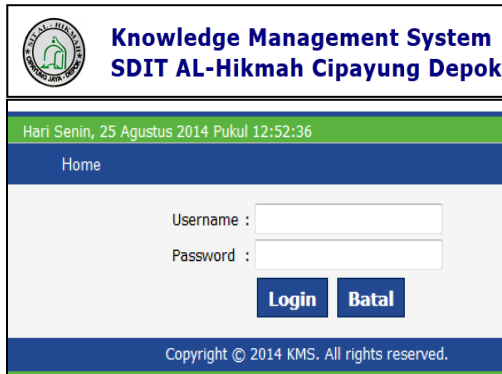 Knowledge Management System
SDIT AL-Hikmah Cipayung Depok
Hari Senin, 25 Agustus 2014 Pukul 12:52:36
Home
Username :
Password :
Login Batal
Copyright © 2014 KMS. All rights reserved.